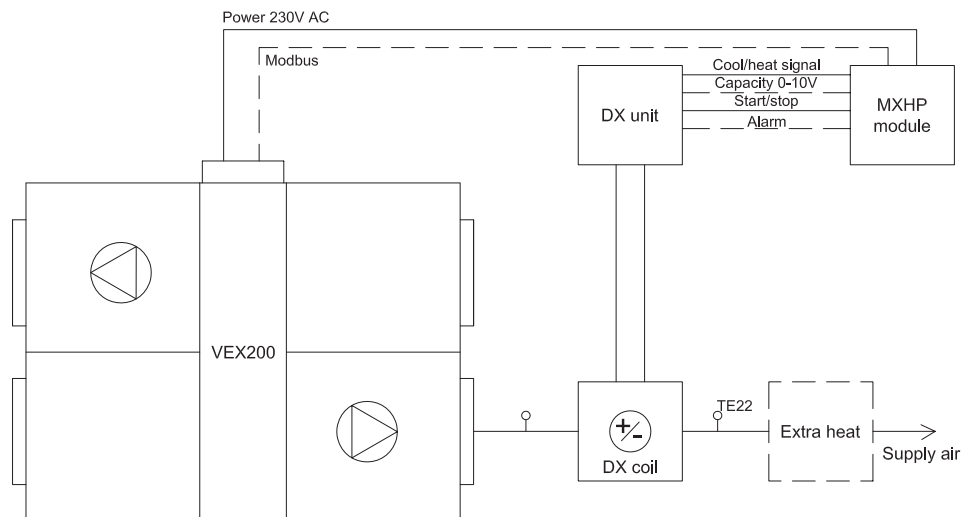 Power 230V AC
Modbus
Cool/heat signal
Capacity 0-10V
Start/stop
Alarm
DX unit
MXHP
module
VEX200
TE22
DX coil
Extra heat
Supply air